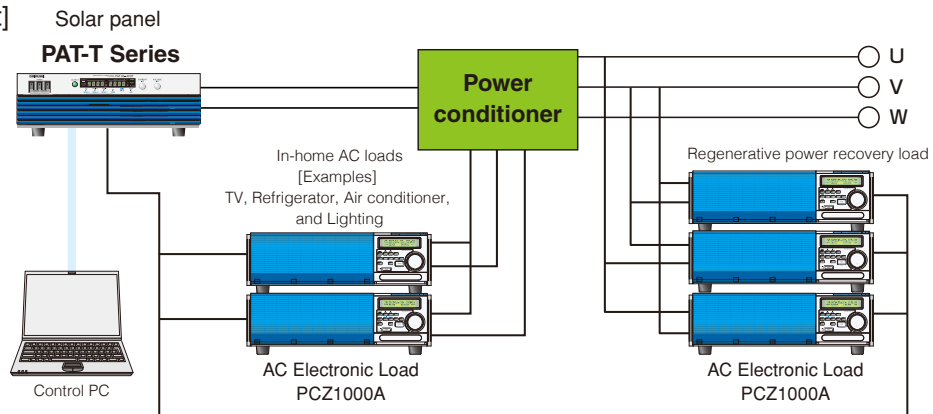 t]
Solar panel
PAT-T Series
Power
conditioner
U
V
W
In-home AC loads
[Examples]
TV, Refrigerator, Air conditioner,
and Lighting
Regenerative power recovery load
Control PC
AC Electronic Load
PCZ1000A
AC Electronic Load
PCZ1000A